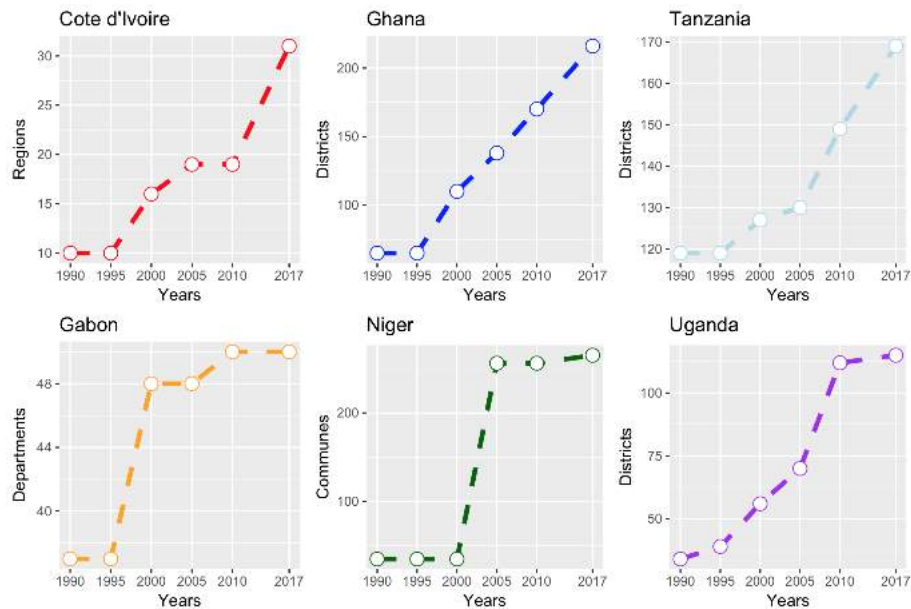 Cote d'Ivoire
Regions
30
25
20
15
10
1990 1995 2000 2005 2010 2017
Years
Ghana
Districts
200
150
100
1990 1995 2000 2005 2010 2017
Years
Tanzania
Districts
170
160
150
140
130
120
1990 1995 2000 2005 2010 2017
Years
Gabon
Departments
48
44
40
1990 1995 2000 2005 2010 2017
Years
Niger
Communes
200
100
1990 1995 2000 2005 2010 2017
Years
Uganda
Districts
100
75
50
1990 1995 2000 2005 2010 2017
Years